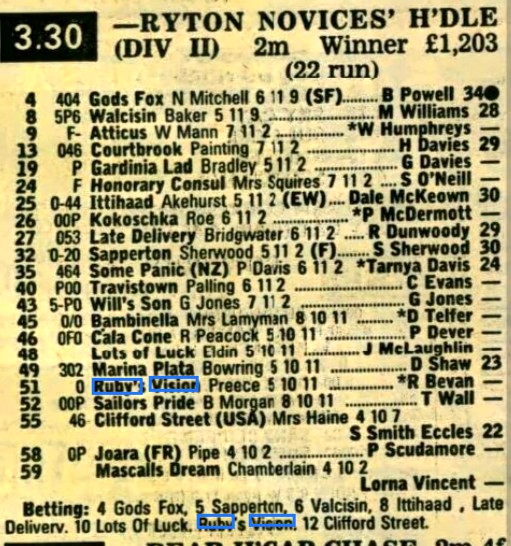 3.30 —RYTON NOVICES' H'DLE
(DIV II) 2m Winner £1,203
(22 run)
4 404 Gods Fox N Mitchell 6 11 9 (SF)........ B Powell 34●
8 5P6 Walcisin Baker 5 11 9 ........ M Williams 28
9 F- Atticus W Mann 7 11 2 ........ *W Humphreys —
13 046 Courtbrook Painting 7 11 2 ........ H Davies 29
19 P Gardinia Lad Bradley 5 11 2 ........ G Davies —
24 F Honorary Consul Mrs Squires 7 11 2 .... S O'Neill —
25 0-44 Ittihaad Akehurst 5 11 2 (EW) .... Dale McKeown 30
26 00P Kokoschka Roe 6 11 2 ........ *P McDermott —
27 053 Late Delivery Bridgwater 6 11 2 .... R Dunwoody 29
32 0-20 Sapperton Sherwood 5 11 2 (F)...... S Sherwood 30
35 464 Some Panic (NZ) P Davis 6 11 2 *Tarnya Davis 24
40 P00 Travistown Palling 6 11 2 ........ C Evans —
43 5-P0 Will's Son G Jones 7 11 2 ........ G Jones —
45 0/0 Bambinella Mrs Lamyman 8 10 11 ........ *D Telfer —
46 0F0 Cala Cone R Peacock 5 10 11 ........ P Dever —
48 Lots of Luck Eldin 5 10 11 ........ J McLaughlin —
49 302 Marina Plata Bowring 5 10 11 ........ D Shaw 23
51 0 Ruby's Vision Preece 5 10 11 ........ *R Bevan —
52 00P Sailors Pride B Morgan 8 10 11 ........ T Wall —
55 46- Clifford Street (USA) Mrs Haine 4 10 7
S Smith Eccles 22
58 0P Joara (FR) Pipe 4 10 2 ........ P Scudamore —
59 Mascalls Dream Chamberlain 4 10 2
Lorna Vincent —
Betting: 4 Gods Fox, 5 Sapperton, 6 Valcisin, 8 Ittihaad , Late
Delivery. 10 Lots Of Luck. Ruby's Vision, 12 Clifford Street.